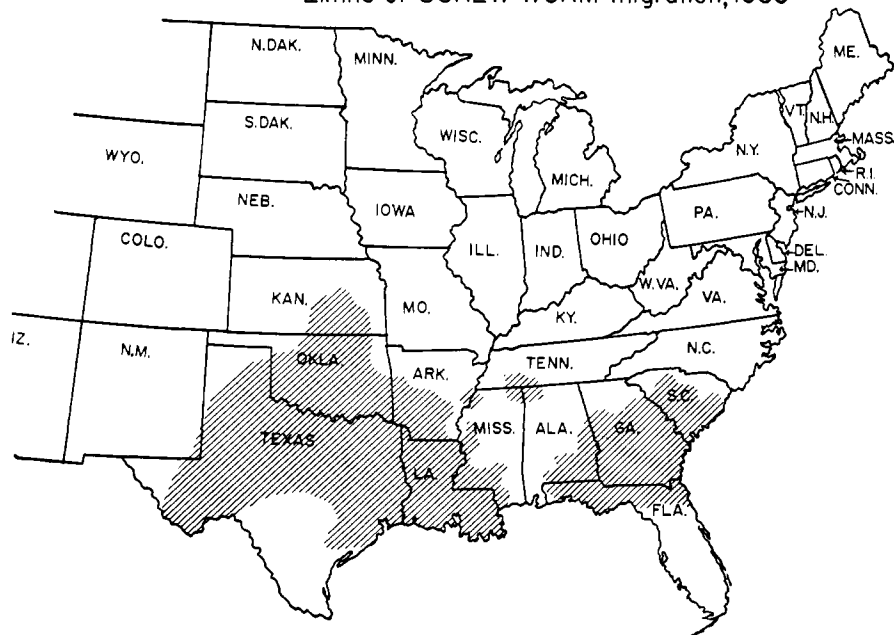 Limits of SCREW WORM migration,
N.DAK.
MINN.
ME.
VT.
N.H.
S.DAK.
WISC.
MASS.
WYO.
N.Y.
MICH.
R.I.
CONN.
NEB.
IOWA
PA.
N.J.
COLO.
ILL.
IND.
OHIO
DEL.
MD.
W.VA.
KAN.
MO.
VA.
KY.
IZ.
N.M.
OKLA.
ARK.
TENN.
N.C.
S.C.
TEXAS
MISS.
ALA.
GA.
LA.
FLA.